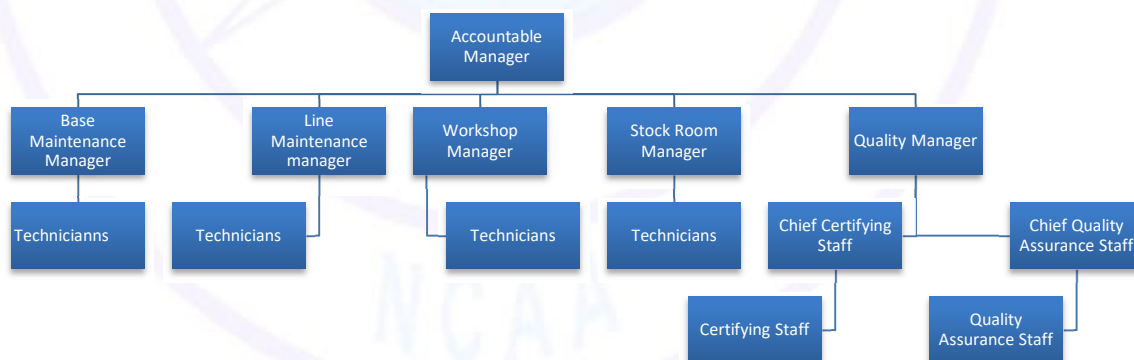 Accountable
Manager
Base
Maintenance
Manager
Line
Maintenance
manager
Workshop
Manager
Stock Room
Manager
Quality Manager
Technicianns
Technicians
Technicians
Technicians
Chief Certifying
Staff
Chief Quality
Assurance Staff
Certifying Staff
Quality
Assurance Staff
NCAA